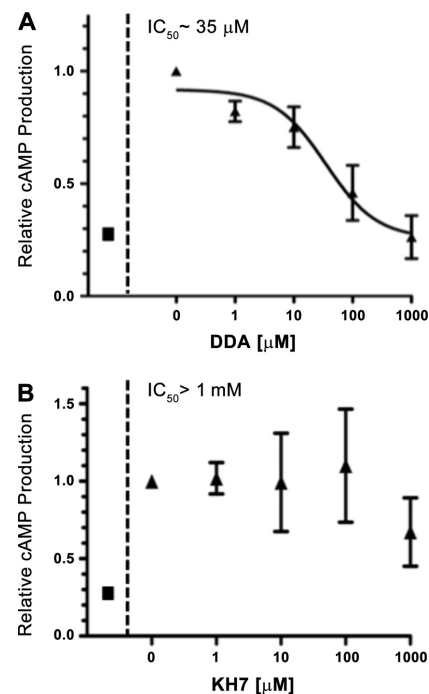 A
IC50~ 35 μM
Relative cAMP Production
1.0
0.5
0.0
0 1 10 100 1000
DDA [μM]
B
IC50> 1 mM
Relative cAMP Production
1.5
1.0
0.5
0.0
0 1 10 100 1000
KH7 [μM]